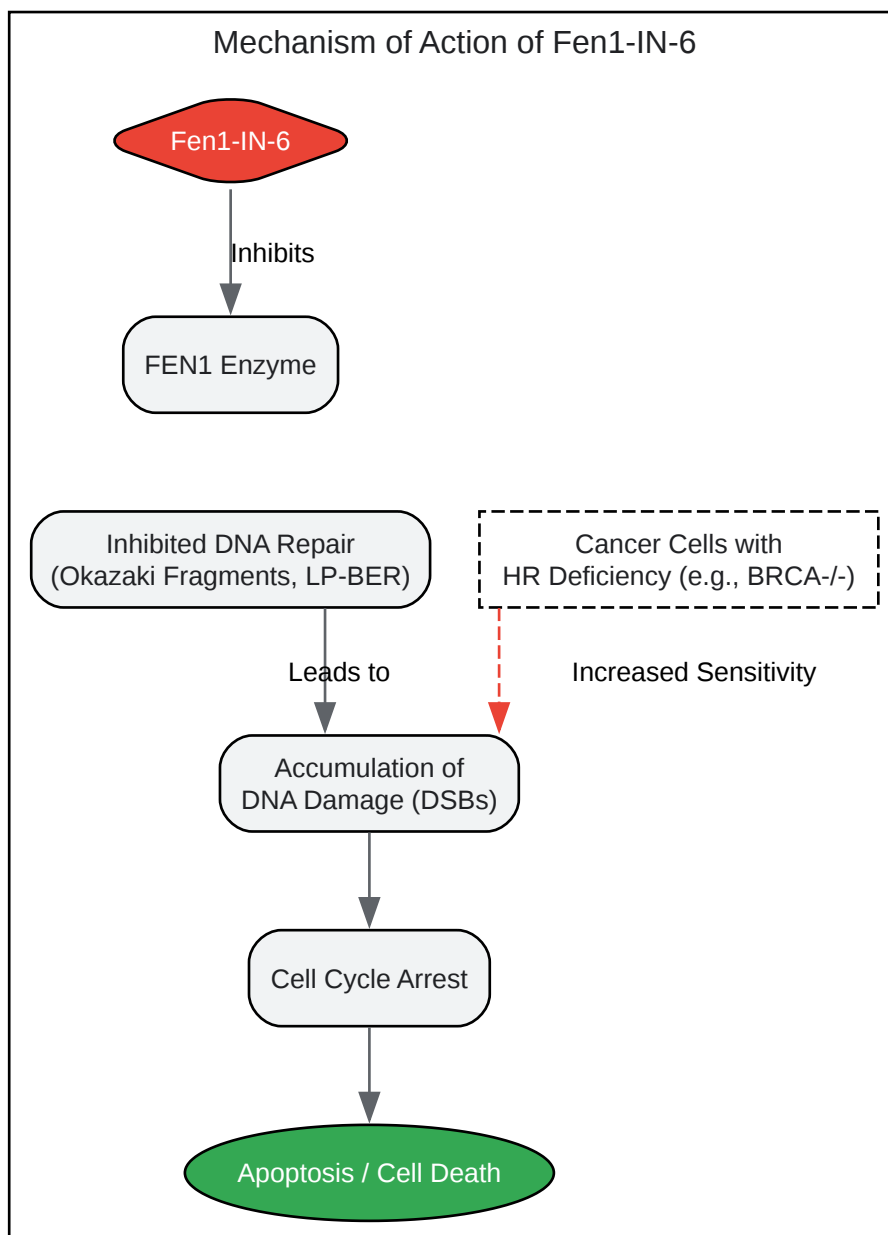 Mechanism of Action of Fen1-IN-6
Fen1-IN-6
Inhibits
FEN1 Enzyme
Inhibited DNA Repair
(Okazaki Fragments, LP-BER)
Cancer Cells with
HR Deficiency (e.g., BRCA-/-)
Leads to
Increased Sensitivity
Accumulation of
DNA Damage (DSBs)
Cell Cycle Arrest
Apoptosis / Cell Death